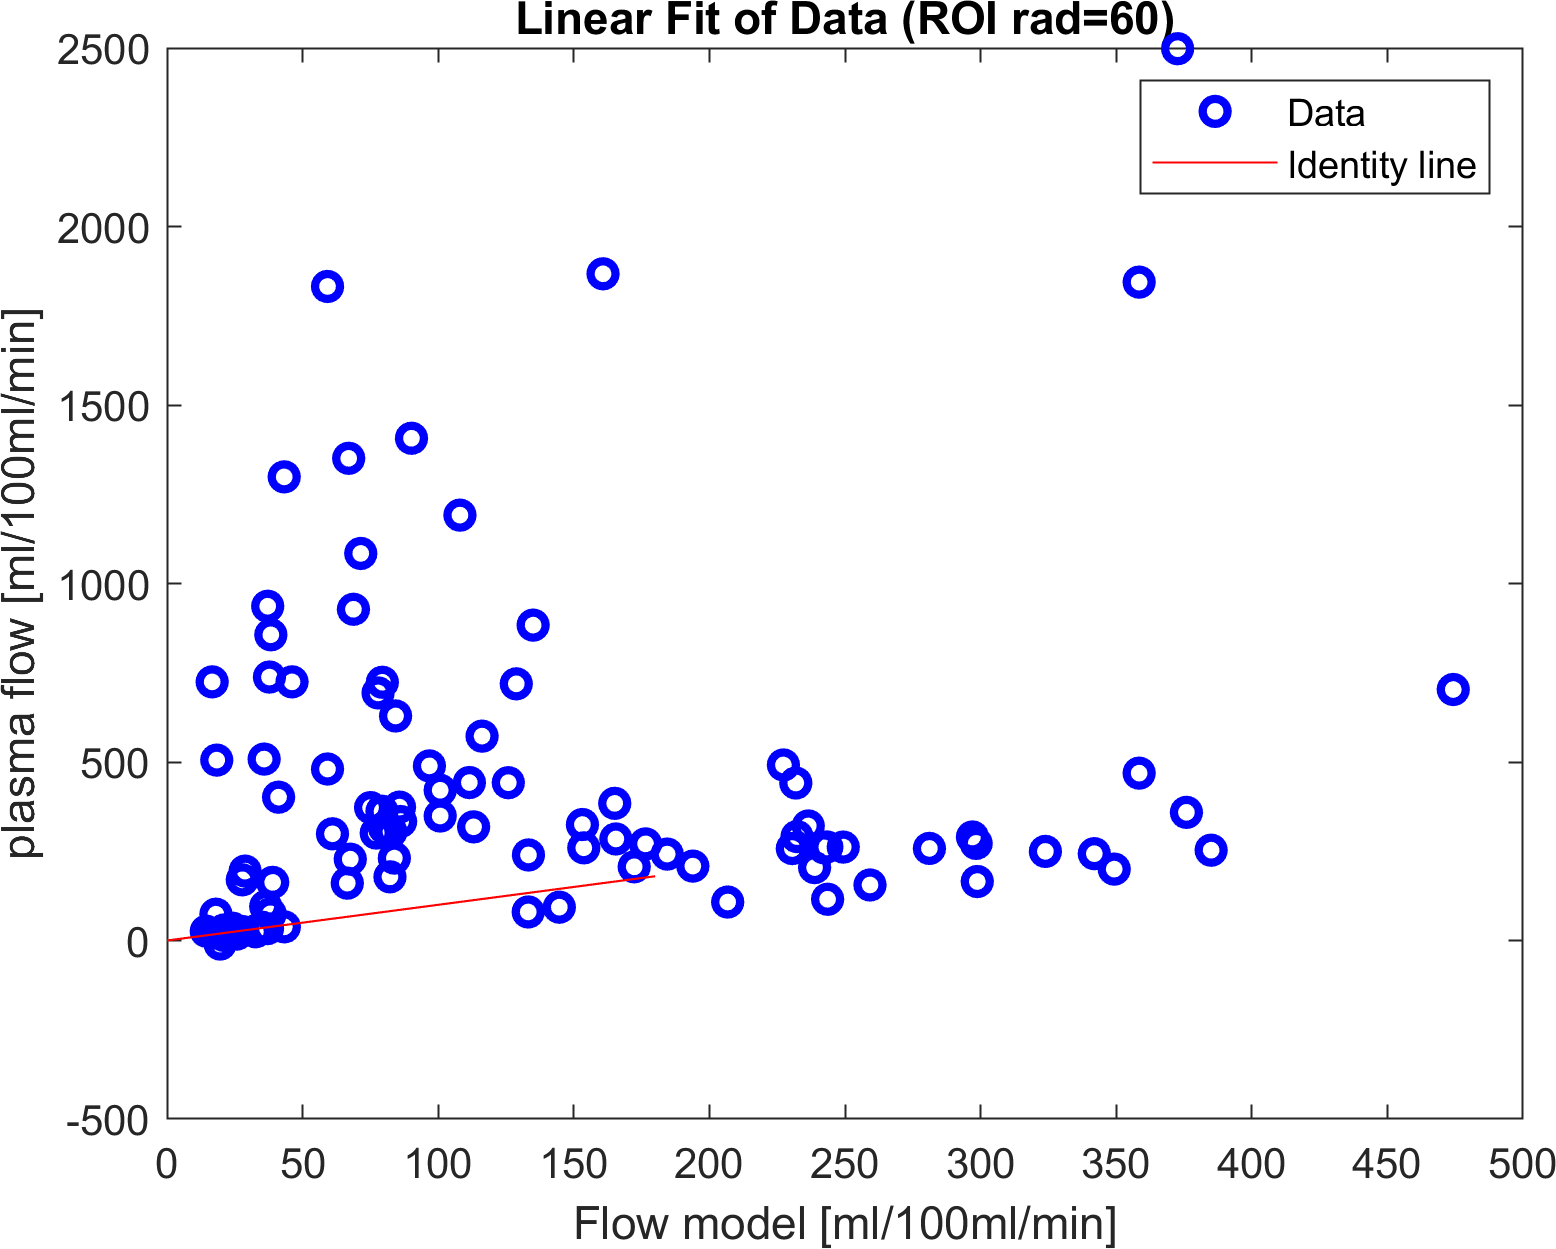 Linear Fit of Data (ROI rad=60)
2500
2000
1500
1000
500
0
-500
plasma flow [ml/100ml/min]
Data
Identity line
0 50 100 150 200 250 300 350 400 450 500
Flow model [ml/100ml/min]